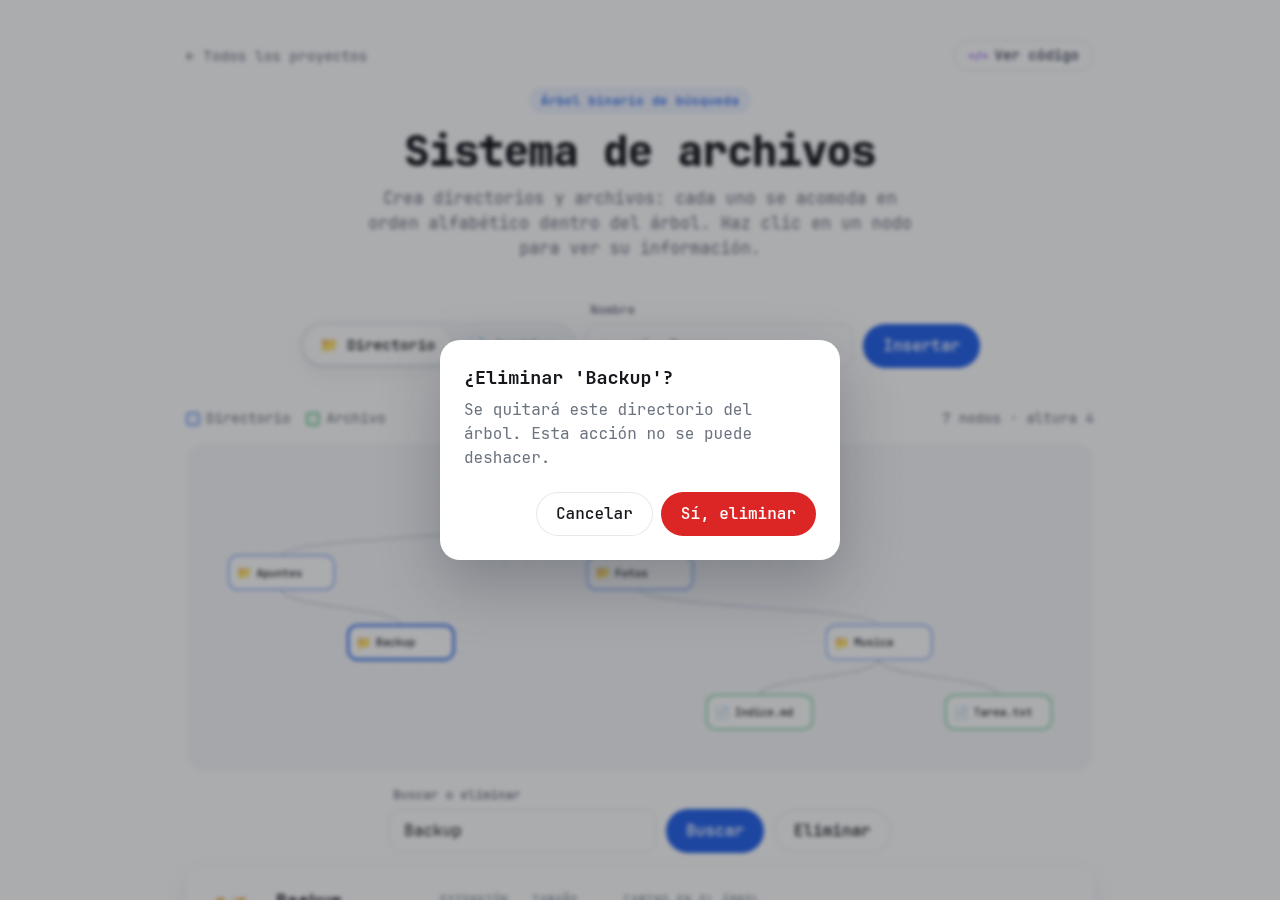 ← Todos los proyectos
</> Ver código
Árbol binario de búsqueda
Sistema de archivos
Crea directorios y archivos: cada uno se acomoda en
orden alfabético dentro del árbol. Haz clic en un nodo
para ver su información.
Nombre
Directorio
Insertar
¿Eliminar 'Backup'?
Se quitará este directorio del
árbol. Esta acción no se puede
deshacer.
Cancelar
Sí, eliminar
Directorio
Archivo
7 nodos · altura 4
Apuntes
Fotos
Backup
Musica
Indice.md
Tarea.txt
Buscar o eliminar
Backup
Buscar
Eliminar
Backup